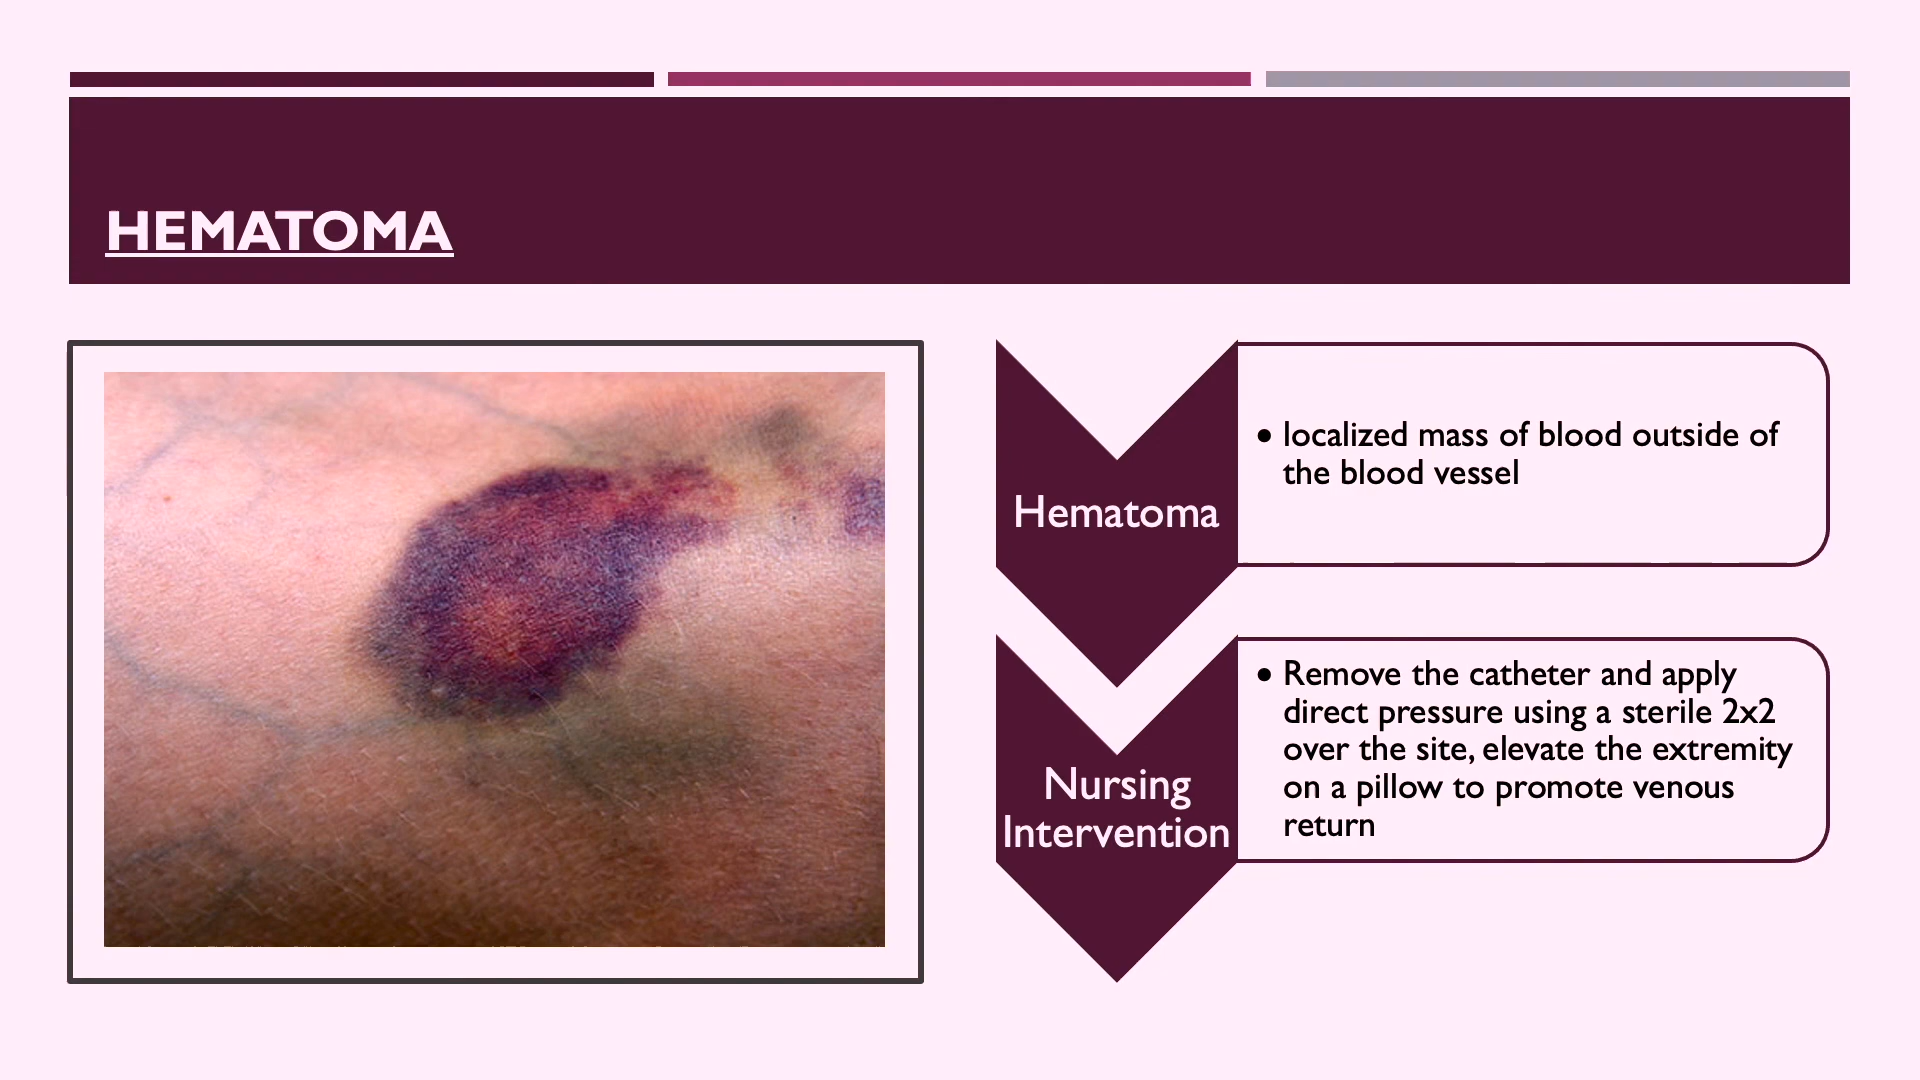 HEMATOMA
Hematoma
• localized mass of blood outside of
the blood vessel
Nursing
Intervention
• Remove the catheter and apply
direct pressure using a sterile 2x2
over the site, elevate the extremity
on a pillow to promote venous
return